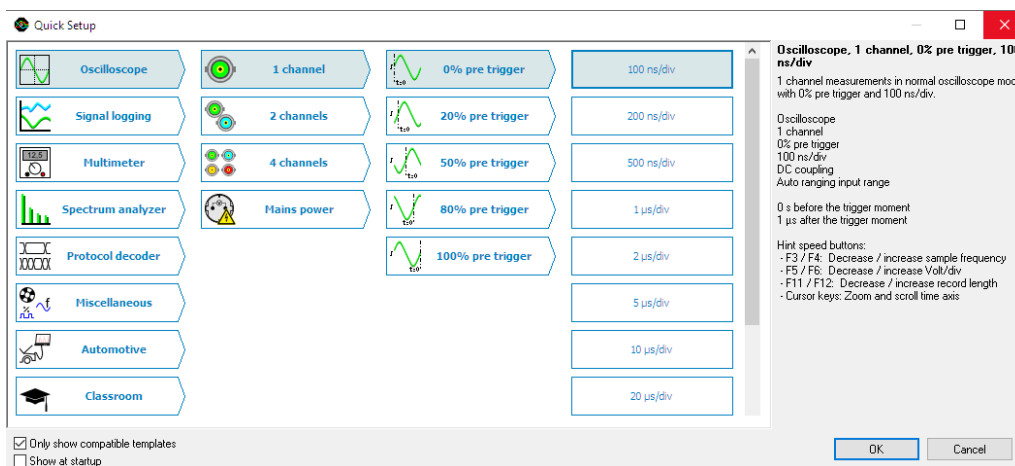 Quick Setup
Oscilloscope
1 channel
0% pre trigger
100 ns/div
Signal logging
2 channels
20% pre trigger
200 ns/div
Multimeter
4 channels
50% pre trigger
500 ns/div
Spectrum analyzer
Mains power
80% pre trigger
1 µs/div
Protocol decoder
100% pre trigger
2 µs/div
Miscellaneous
5 µs/div
Automotive
10 µs/div
Classroom
20 µs/div
Oscilloscope, 1 channel, 0% pre trigger, 10
ns/div
1 channel measurements in normal oscilloscope mod
with 0% pre trigger and 100 ns/div.
Oscilloscope
1 channel
0% pre trigger
100 ns/div
DC coupling
Auto ranging input range
0 s before the trigger moment
1 µs after the trigger moment
Hint speed buttons:
- F3 / F4: Decrease / increase sample frequency
- F5 / F6: Decrease / increase Volt/div
- F11 / F12: Decrease / increase record length
- Cursor keys: Zoom and scroll time axis
Only show compatible templates
Show at startup
OK
Cancel